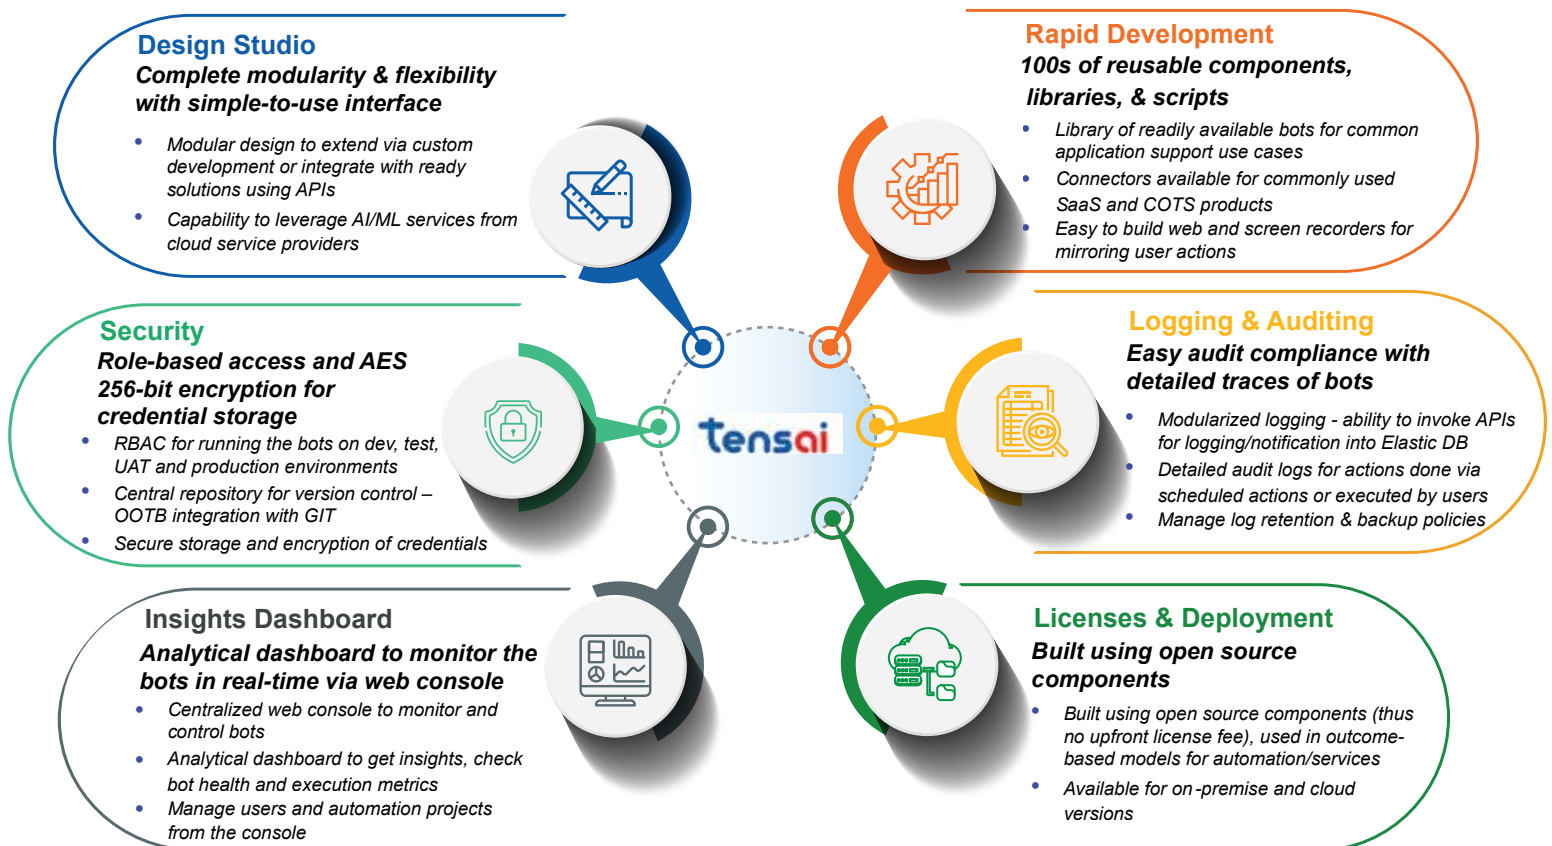 Design Studio
Complete modularity & flexibility
with simple-to-use interface
• Modular design to extend via custom
development or integrate with ready
solutions using APIs
• Capability to leverage AI/ML services from
cloud service providers
Rapid Development
100s of reusable components,
libraries, & scripts
• Library of readily available bots for common
application support use cases
• Connectors available for commonly used
SaaS and COTS products
• Easy to build web and screen recorders for
mirroring user actions
Security
Role-based access and AES
256-bit encryption for
credential storage
• RBAC for running the bots on dev, test,
UAT and production environments
• Central repository for version control –
OOTB integration with GIT
• Secure storage and encryption of credentials
tensai
Logging & Auditing
Easy audit compliance with
detailed traces of bots
• Modularized logging - ability to invoke APIs
for logging/notification into Elastic DB
• Detailed audit logs for actions done via
scheduled actions or executed by users
• Manage log retention & backup policies
Insights Dashboard
Analytical dashboard to monitor the
bots in real-time via web console
• Centralized web console to monitor and
control bots
• Analytical dashboard to get insights, check
bot health and execution metrics
• Manage users and automation projects
from the console
Licenses & Deployment
Built using open source
components
• Built using open source components (thus
no upfront license fee), used in outcome-
based models for automation/services
• Available for on-premise and cloud
versions